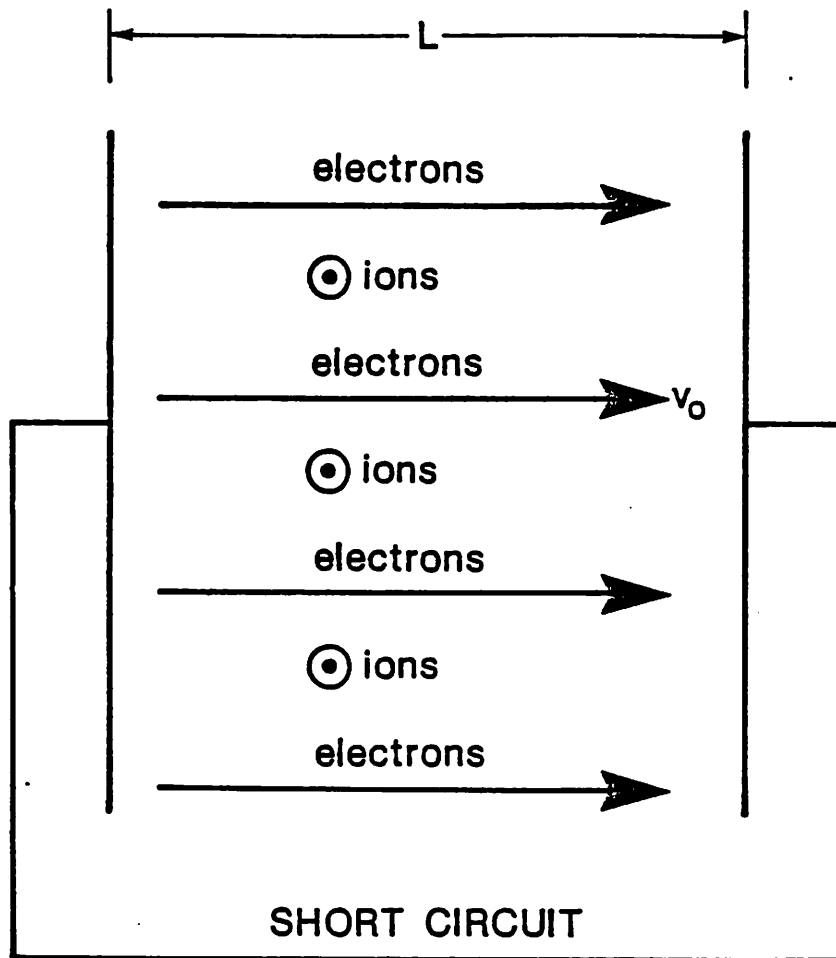 L
electrons
ions
electrons
v₀
ions
electrons
ions
electrons
SHORT CIRCUIT